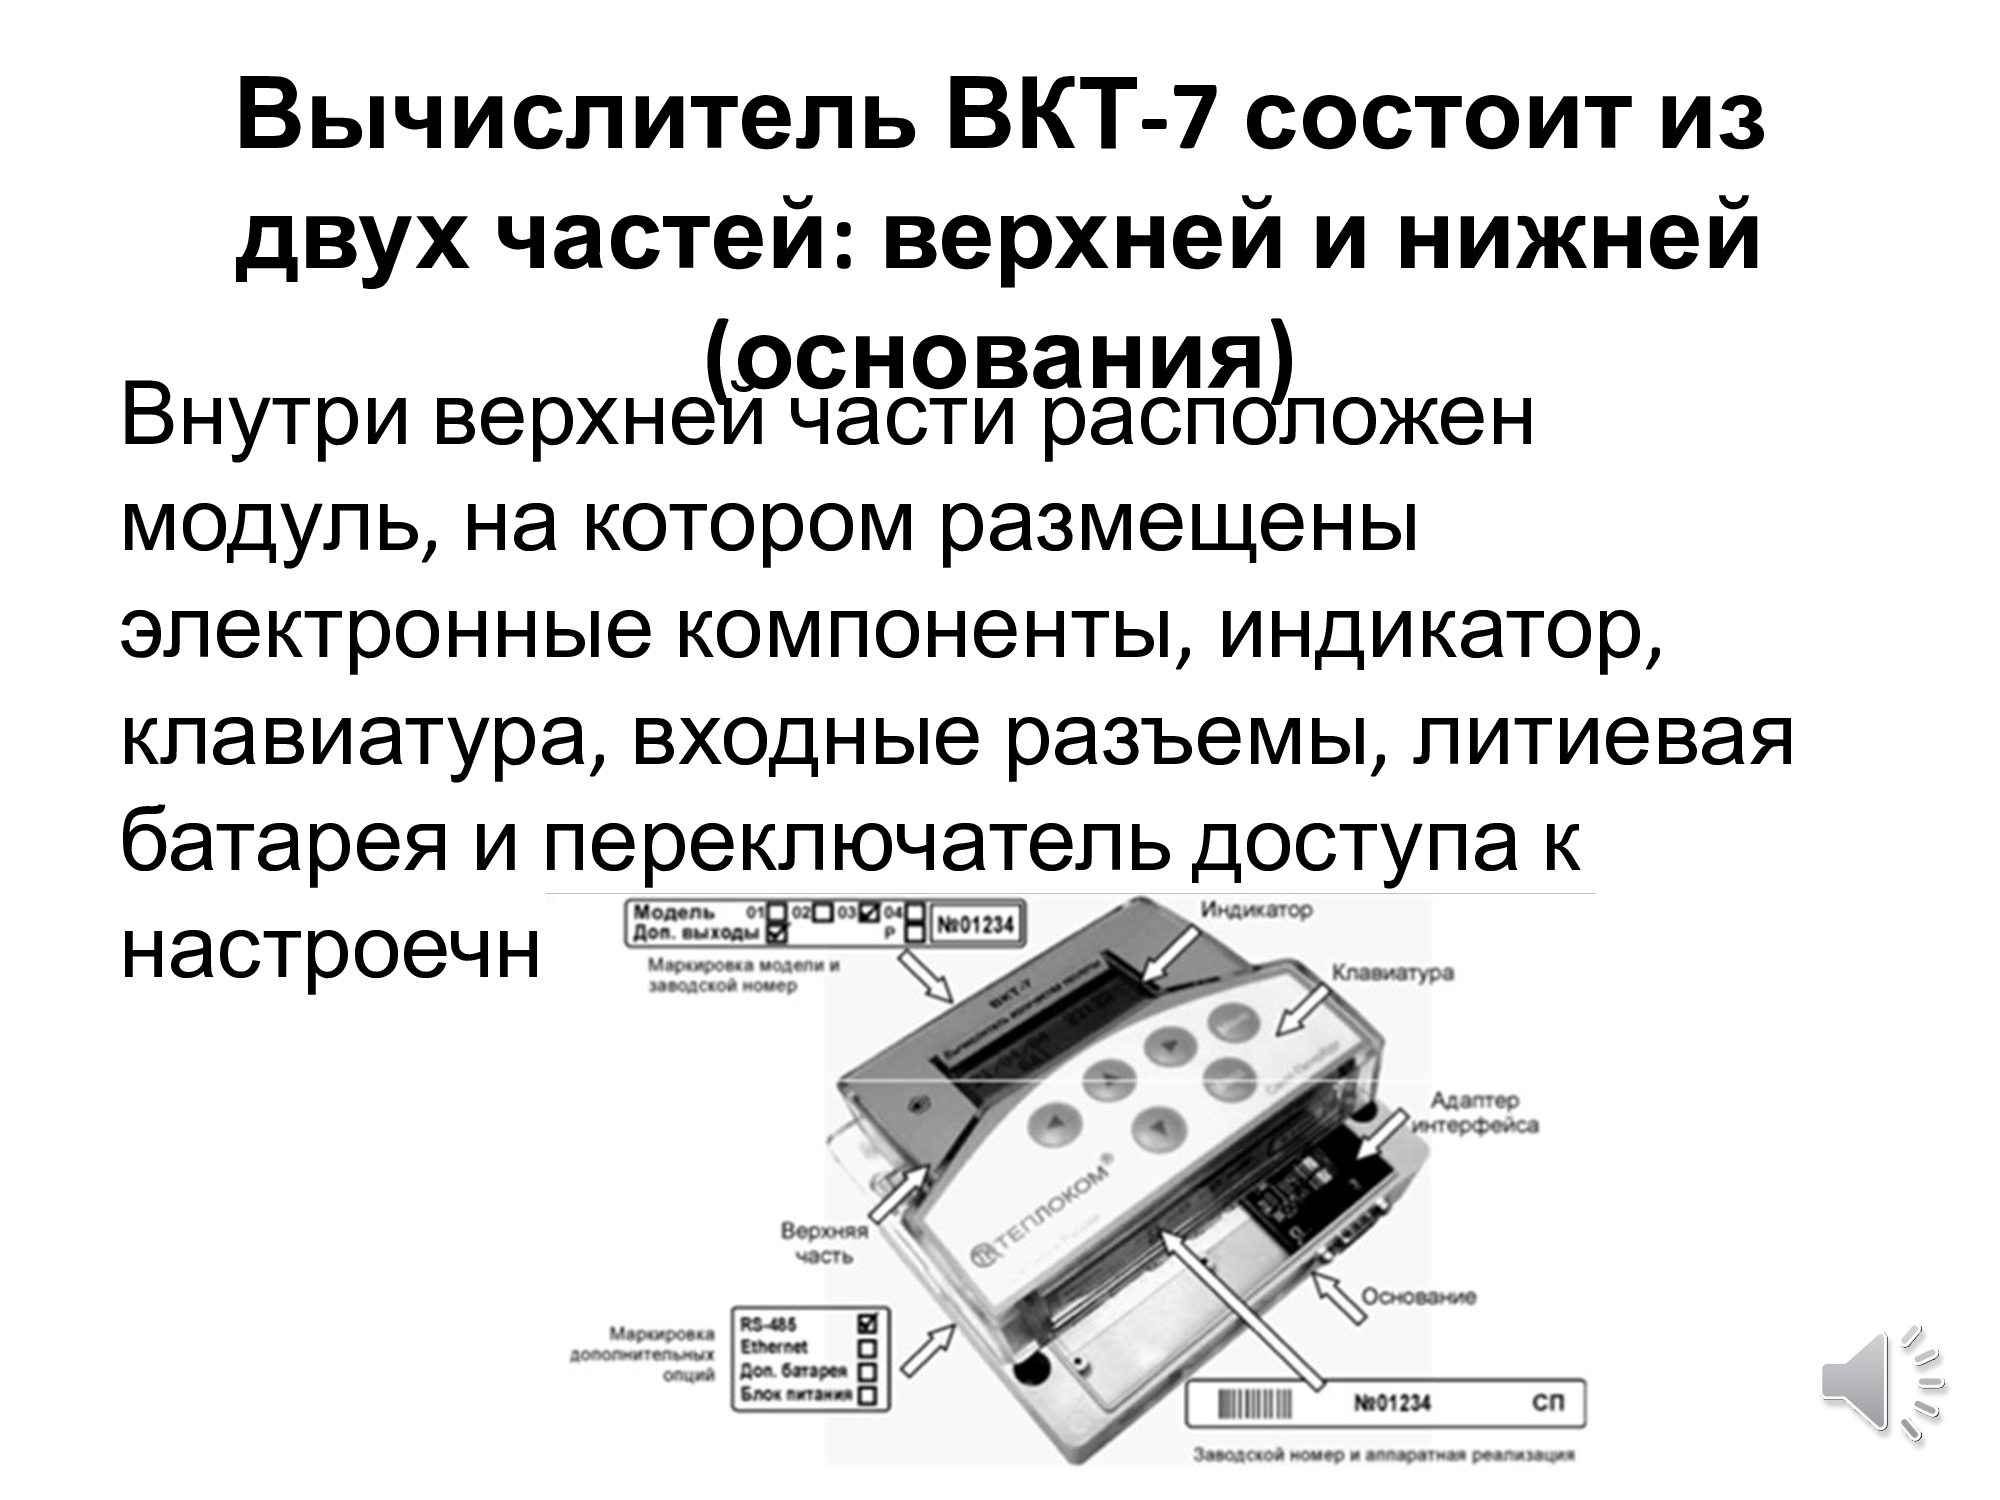 Вычислитель ВКТ-7 состоит из
двух частей: верхней и нижней
(основания)
Внутри верхней части расположен
модуль, на котором размещены
электронные компоненты, индикатор,
клавиатура, входные разъемы, литиевая
батарея и переключатель доступа к
настроечн
Модель 01 02 03 04
Доп. выходы Р
№01234
Маркировка модели и
заводской номер
Индикатор
Клавиатура
ВКТ-7
Адаптер
интерфейса
ТЕПЛОКОМ®
Верхняя
часть
Основание
Маркировка
дополнительных
опций
RS-485
Ethernet
Доп. батарея
Блок питания
№01234 СП
Заводской номер и аппаратная реализация